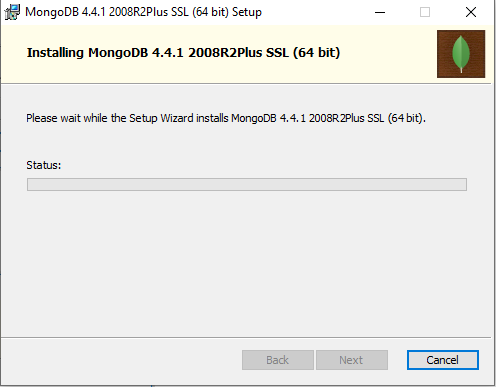 MongoDB 4.4.1 2008R2Plus SSL (64 bit) Setup
Installing MongoDB 4.4.1 2008R2Plus SSL (64 bit)
Please wait while the Setup Wizard installs MongoDB 4.4.1 2008R2Plus SSL (64 bit).
Status:
Back Next Cancel